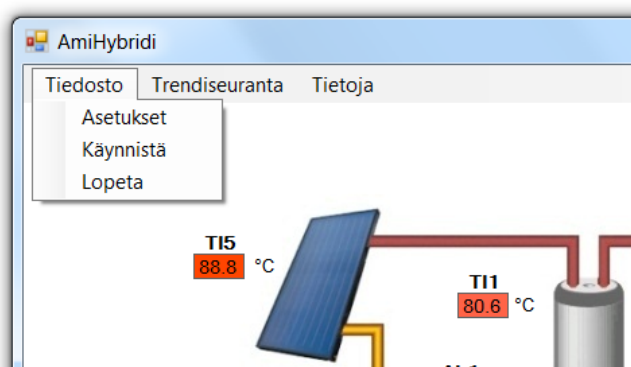 AmiHybridi
Tiedosto Trendiseuranta Tietoja
Asetukset
Käynnistä
Lopeta
TI5
88.8 °C
TI1
80.6 °C